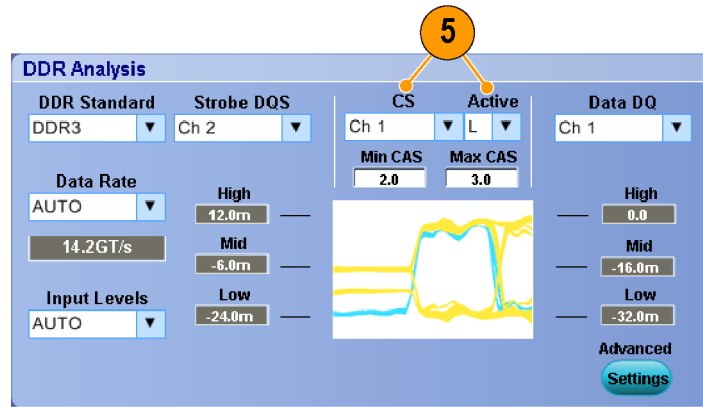 5
DDR Analysis
DDR Standard
DDR3
Strobe DQS
Ch 2
CS
Ch 1
Active
L
Data DQ
Ch 1
Min CAS
2.0
Max CAS
3.0
Data Rate
AUTO
14.2GT/s
Input Levels
AUTO
High
12.0m
Mid
-6.0m
Low
-24.0m
High
0.0
Mid
-16.0m
Low
-32.0m
Advanced
Settings